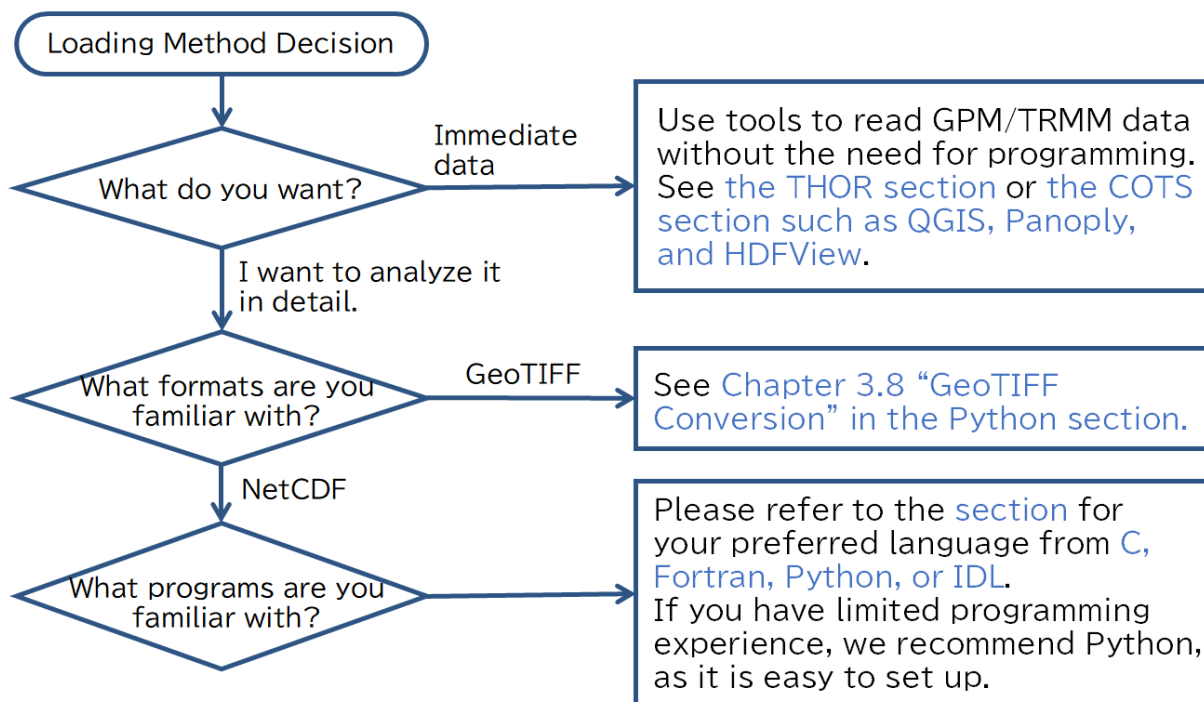 Loading Method Decision
What do you want?
Immediate
data
Use tools to read GPM/TRMM data
without the need for programming.
See the THOR section or the COTS
section such as QGIS, Panoply,
and HDFView.
I want to analyze it
in detail.
What formats are you
familiar with?
GeoTIFF
See Chapter 3.8 “GeoTIFF
Conversion” in the Python section.
NetCDF
What programs are you
familiar with?
Please refer to the section for
your preferred language from C,
Fortran, Python, or IDL.
If you have limited programming
experience, we recommend Python,
as it is easy to set up.